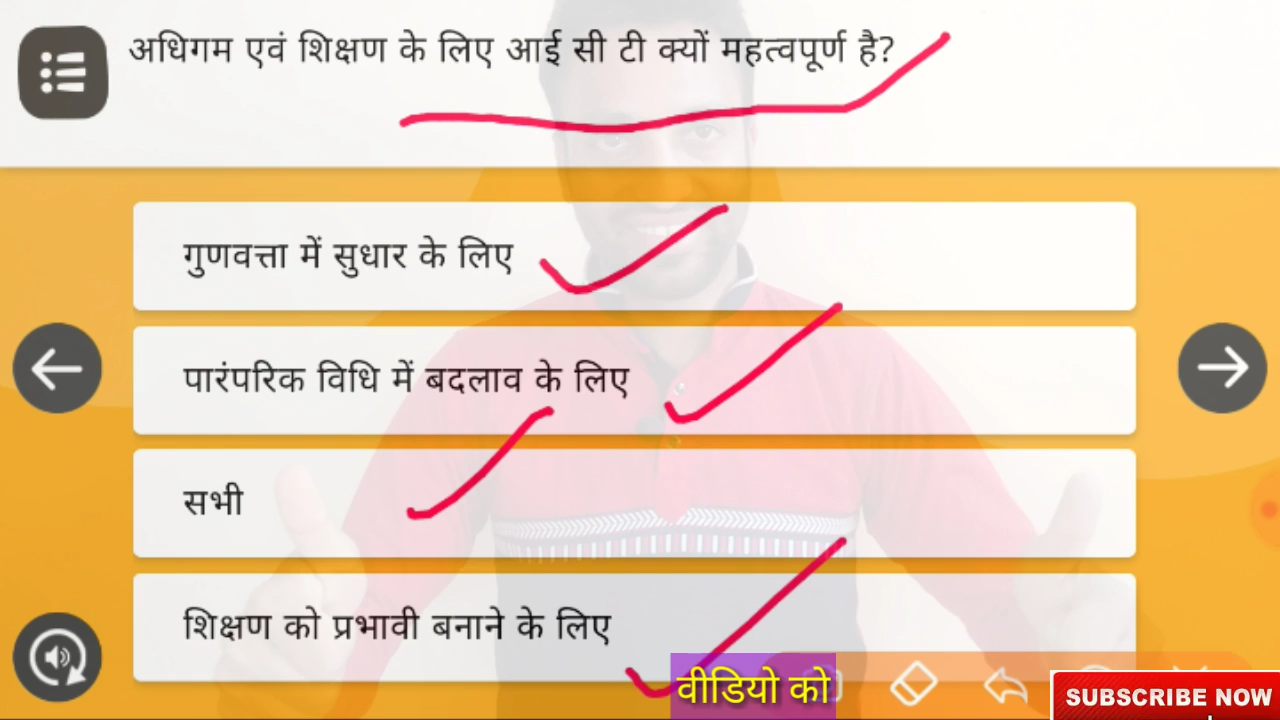 अधिगम एवं शिक्षण के लिए आई सी टी क्यों महत्वपूर्ण है?
गुणवत्ता में सुधार के लिए
पारंपरिक विधि में बदलाव के लिए
सभी
शिक्षण को प्रभावी बनाने के लिए
वीडियो को
SUBSCRIBE NOW